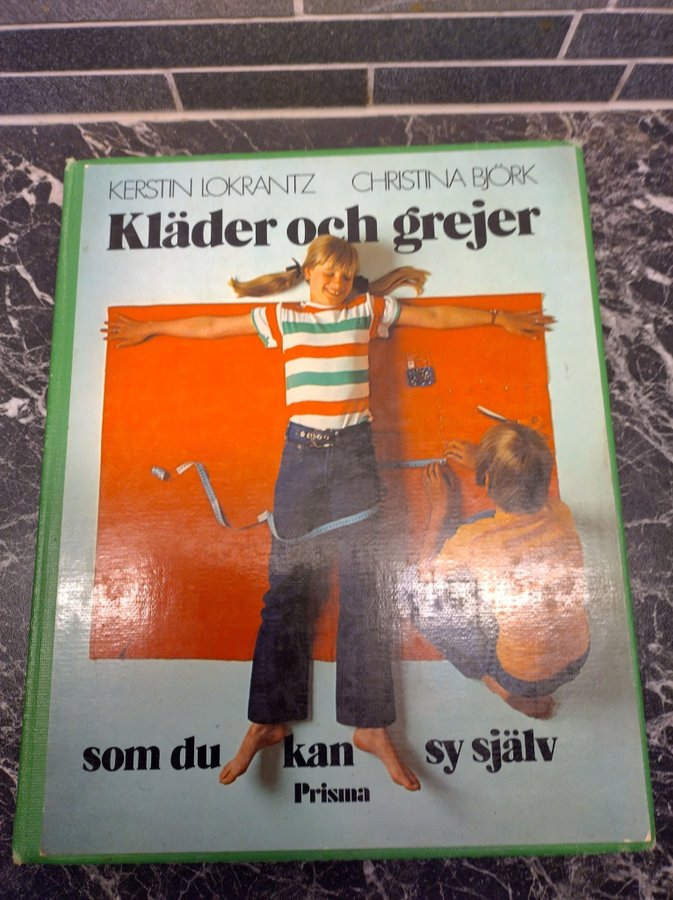 KERSTIN LOKRANTZ CHRISTINA BJÖRK
Kläder och grejer
som du kan sy själv
Prisma